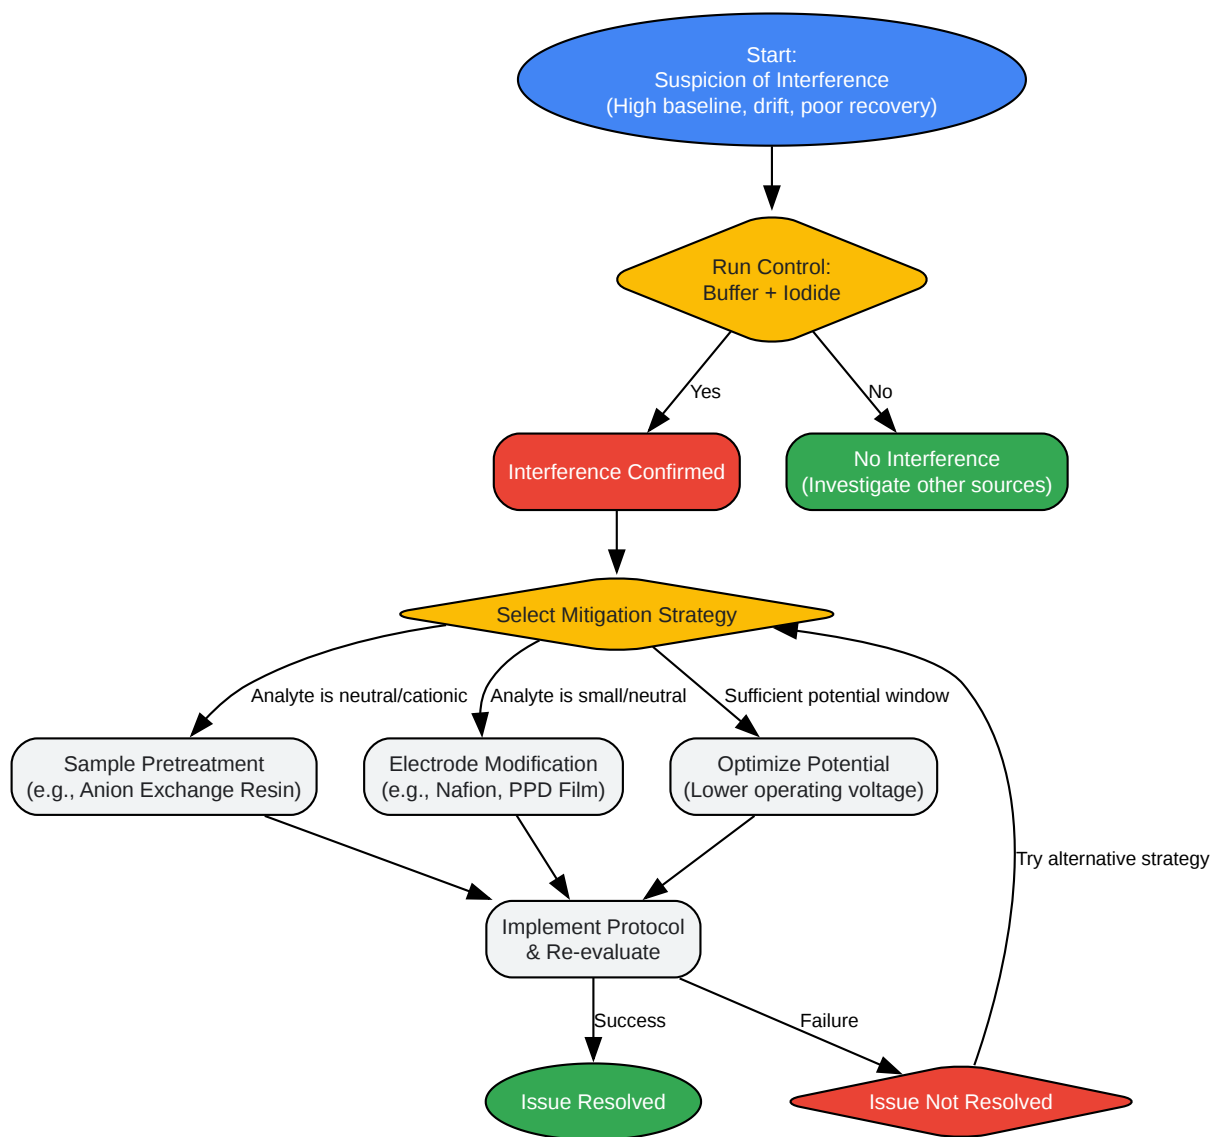 Start:
Suspicion of Interference
(High baseline, drift, poor recovery)
Run Control:
Buffer + Iodide
Yes
No
Interference Confirmed
No Interference
(Investigate other sources)
Select Mitigation Strategy
Analyte is neutral/cationic
Analyte is small/neutral
Sufficient potential window
Sample Pretreatment
(e.g., Anion Exchange Resin)
Electrode Modification
(e.g., Nafion, PPD Film)
Optimize Potential
(Lower operating voltage)
Try alternative strategy
Implement Protocol
& Re-evaluate
Success
Failure
Issue Resolved
Issue Not Resolved